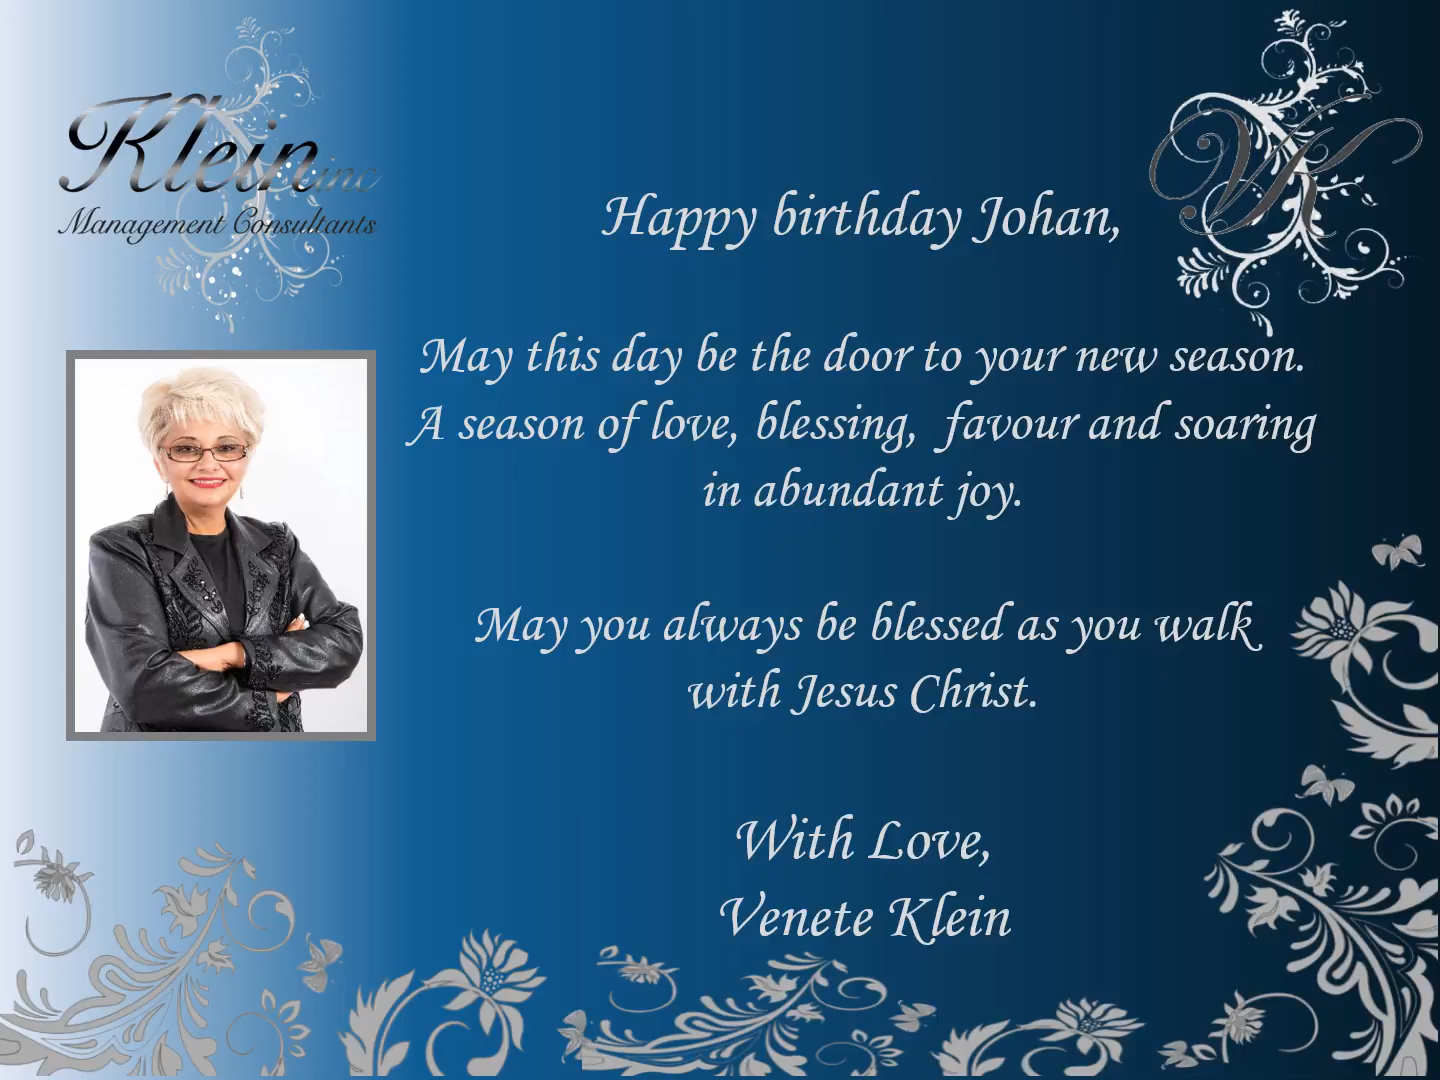 Klein inc
Management Consultants
VK
Happy birthday Johan,
May this day be the door to your new season.
A season of love, blessing, favour and soaring
in abundant joy.
May you always be blessed as you walk
with Jesus Christ.
With Love,
Venete Klein